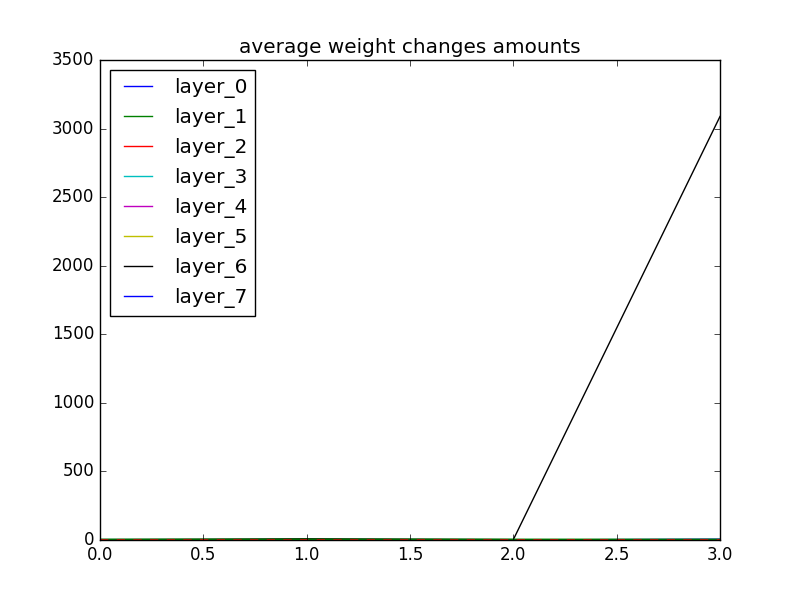 average weight changes amounts
3500
3000
2500
2000
1500
1000
500
0
layer_0
layer_1
layer_2
layer_3
layer_4
layer_5
layer_6
layer_7
0.0 0.5 1.0 1.5 2.0 2.5 3.0